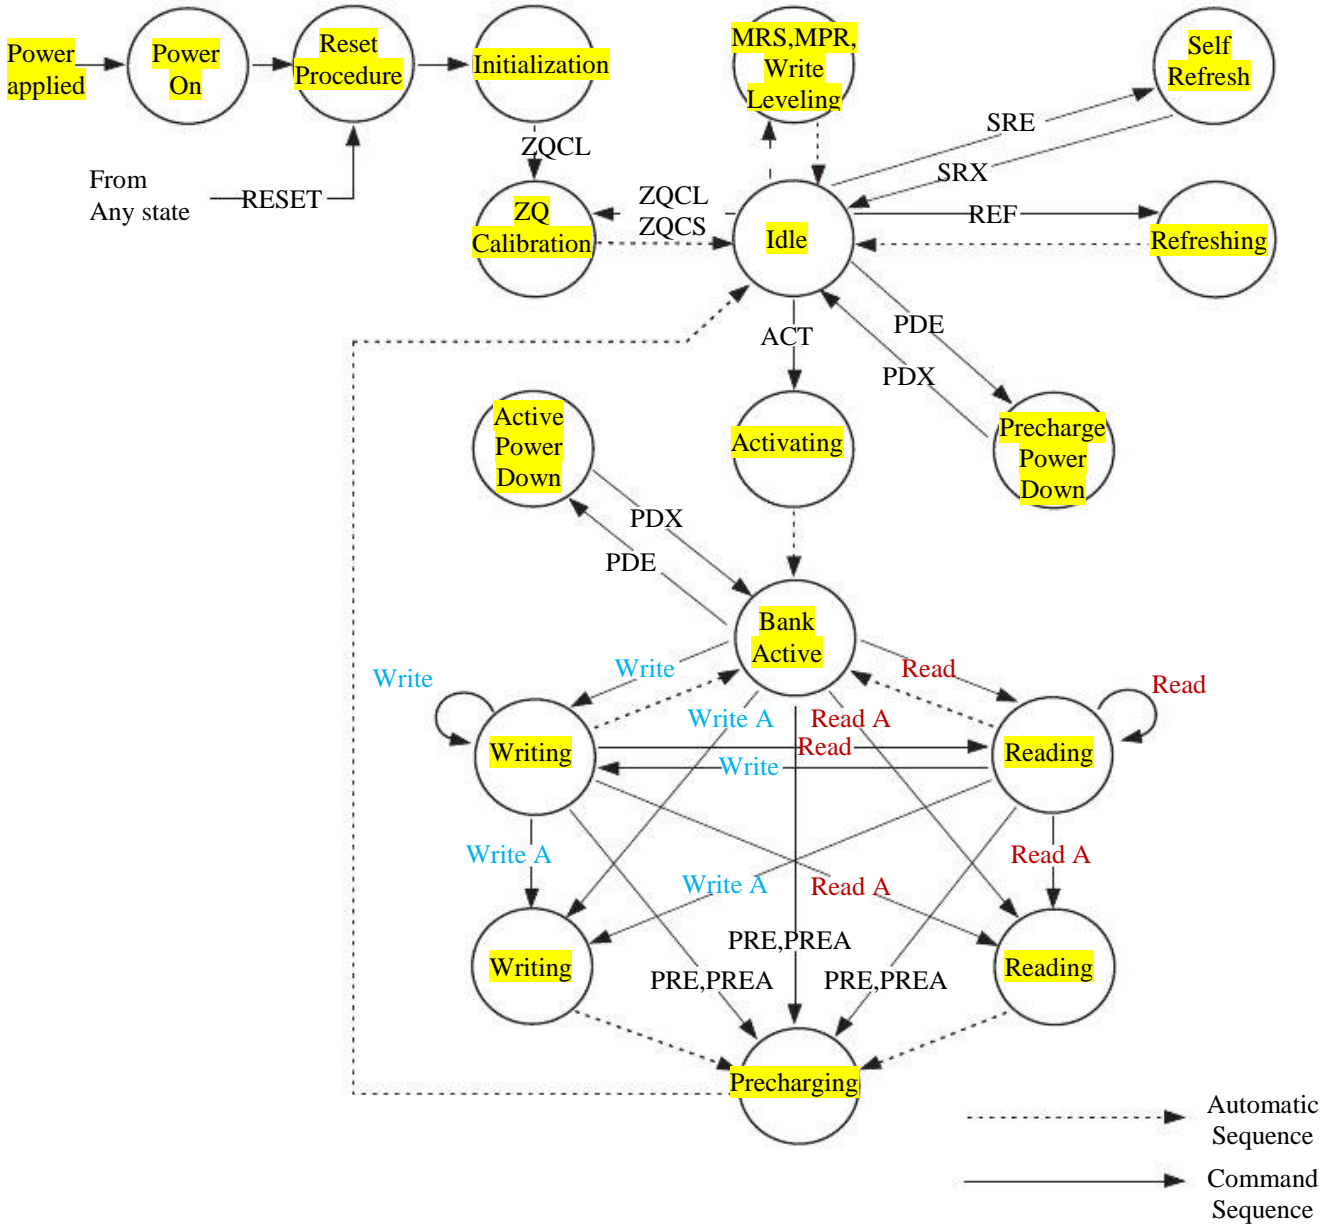 Power
applied
Power
On
Reset
Procedure
Initialization
MRS,MPR,
Write
Leveling
Self
Refresh
From
Any state
RESET
ZQCL
ZQ
Calibration
ZQCL
ZQCS
Idle
SRE
SRX
REF
Refreshing
ACT
PDE
PDX
Active
Power
Down
Activating
Precharge
Power
Down
PDX
PDE
Bank
Active
Write
Write
Read
Read
Write A
Read A
Writing
Read
Write
Reading
Write A
Read A
Write A
Read A
Writing
PRE,PREA
PRE,PREA
PRE,PREA
Reading
Precharging
Automatic
Sequence
Command
Sequence